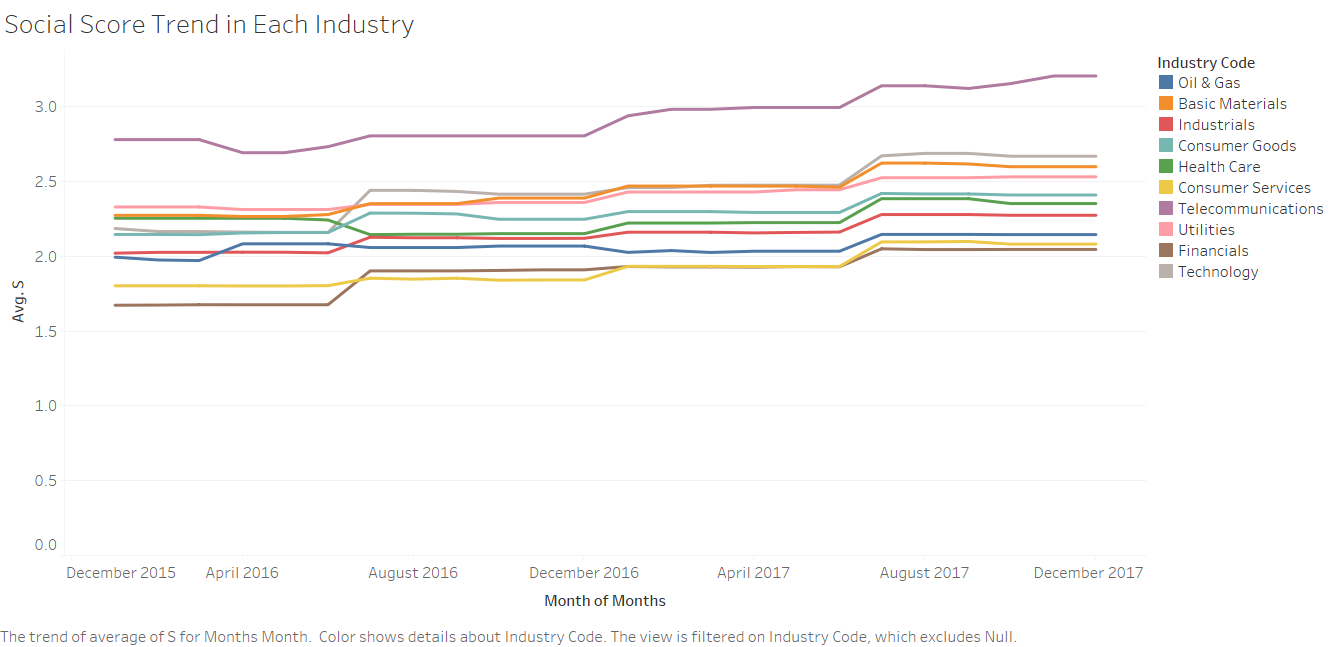 Social Score Trend in Each Industry
Industry Code
Oil & Gas
Basic Materials
Industrials
Consumer Goods
Health Care
Consumer Services
Telecommunications
Utilities
Financials
Technology
Avg. S
3.0
2.5
2.0
1.5
1.0
0.5
0.0
December 2015 April 2016 August 2016 December 2016 April 2017 August 2017 December 2017
Month of Months
The trend of average of S for Months Month.  Color shows details about Industry Code. The view is filtered on Industry Code, which excludes Null.